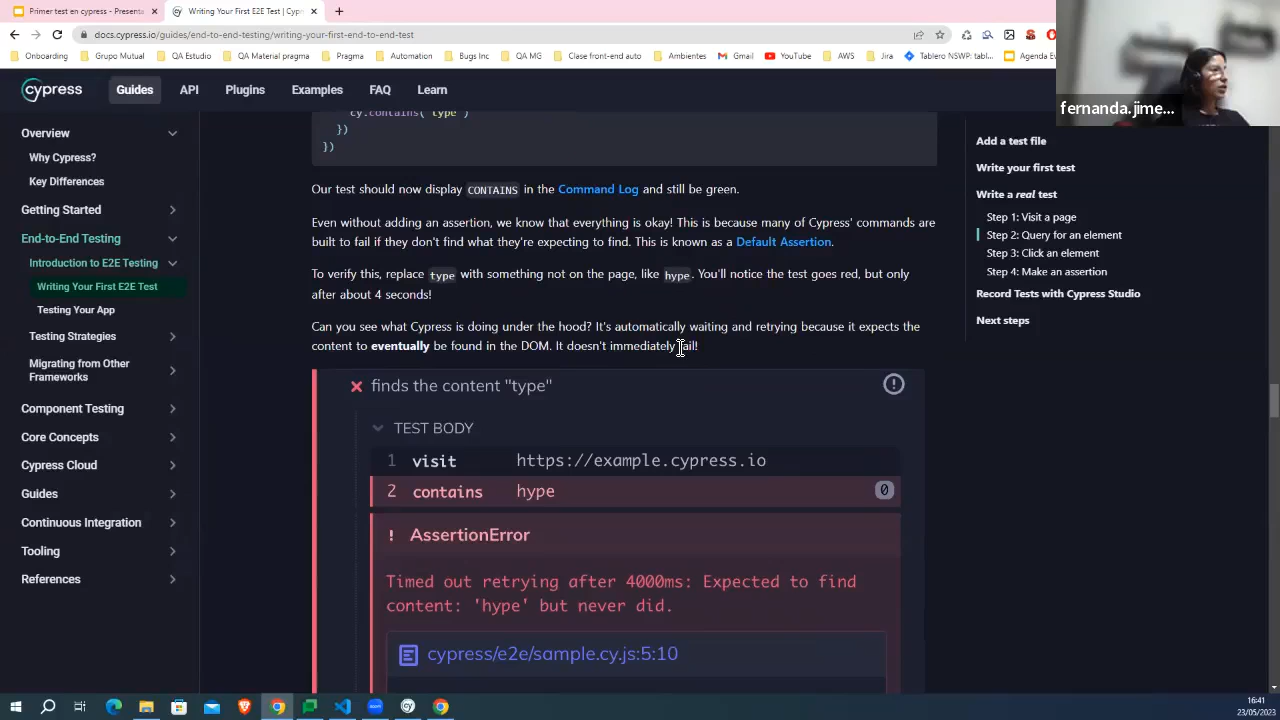 Primer test en cypress - Presenta
Writing Your First E2E Test | Cypr
docs.cypress.io/guides/end-to-end-testing/writing-your-first-end-to-end-test
Onboarding
Grupo Mutual
QA Estudio
QA Material pragma
Pragma
Automation
Bugs Inc
QA MG
Clase front-end auto
Ambientes
Gmail
YouTube
AWS
Jira
Tablero NSWP: tabl...
Agenda Ev
fernanda.jime...
cypress
Guides
API
Plugins
Examples
FAQ
Learn
Overview
Why Cypress?
Key Differences
Getting Started
End-to-End Testing
Introduction to E2E Testing
Writing Your First E2E Test
Testing Your App
Testing Strategies
Migrating from Other
Frameworks
Component Testing
Core Concepts
Cypress Cloud
Guides
Continuous Integration
Tooling
References
cy.contains('type')
})
})
Our test should now display CONTAINS in the Command Log and still be green.
Even without adding an assertion, we know that everything is okay! This is because many of Cypress' commands are
built to fail if they don't find what they're expecting to find. This is known as a Default Assertion.
To verify this, replace type with something not on the page, like hype. You'll notice the test goes red, but only
after about 4 seconds!
Can you see what Cypress is doing under the hood? It's automatically waiting and retrying because it expects the
content to eventually be found in the DOM. It doesn't immediately fail!
finds the content "type"
TEST BODY
1 visit https://example.cypress.io
2 contains hype 0
! AssertionError
Timed out retrying after 4000ms: Expected to find
content: 'hype' but never did.
cypress/e2e/sample.cy.js:5:10
Add a test file
Write your first test
Write a real test
Step 1: Visit a page
Step 2: Query for an element
Step 3: Click an element
Step 4: Make an assertion
Record Tests with Cypress Studio
Next steps
16:41
23/05/2023